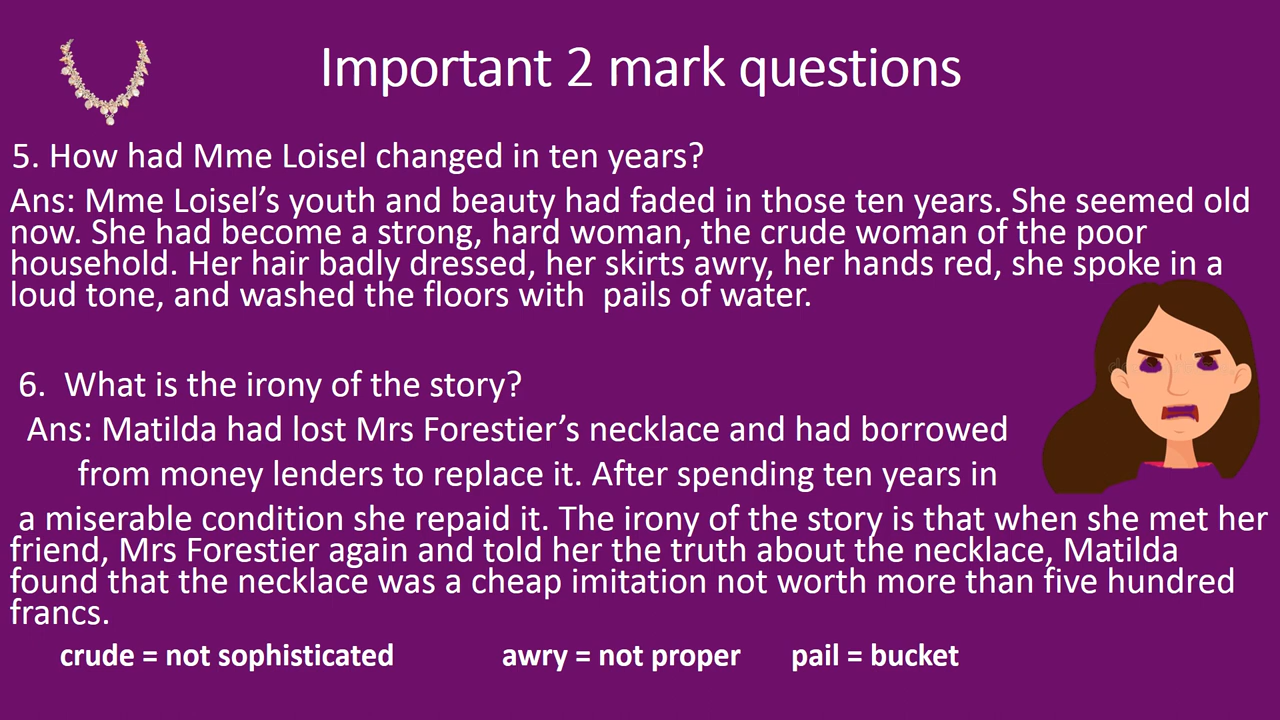 Important 2 mark questions
5. How had Mme Loisel changed in ten years?
Ans: Mme Loisel’s youth and beauty had faded in those ten years. She seemed old
now. She had become a strong, hard woman, the crude woman of the poor
household. Her hair badly dressed, her skirts awry, her hands red, she spoke in a
loud tone, and washed the floors with  pails of water.
6.  What is the irony of the story?
Ans: Matilda had lost Mrs Forestier’s necklace and had borrowed
from money lenders to replace it. After spending ten years in
a miserable condition she repaid it. The irony of the story is that when she met her
friend, Mrs Forestier again and told her the truth about the necklace, Matilda
found that the necklace was a cheap imitation not worth more than five hundred
francs.
crude = not sophisticated awry = not proper pail = bucket